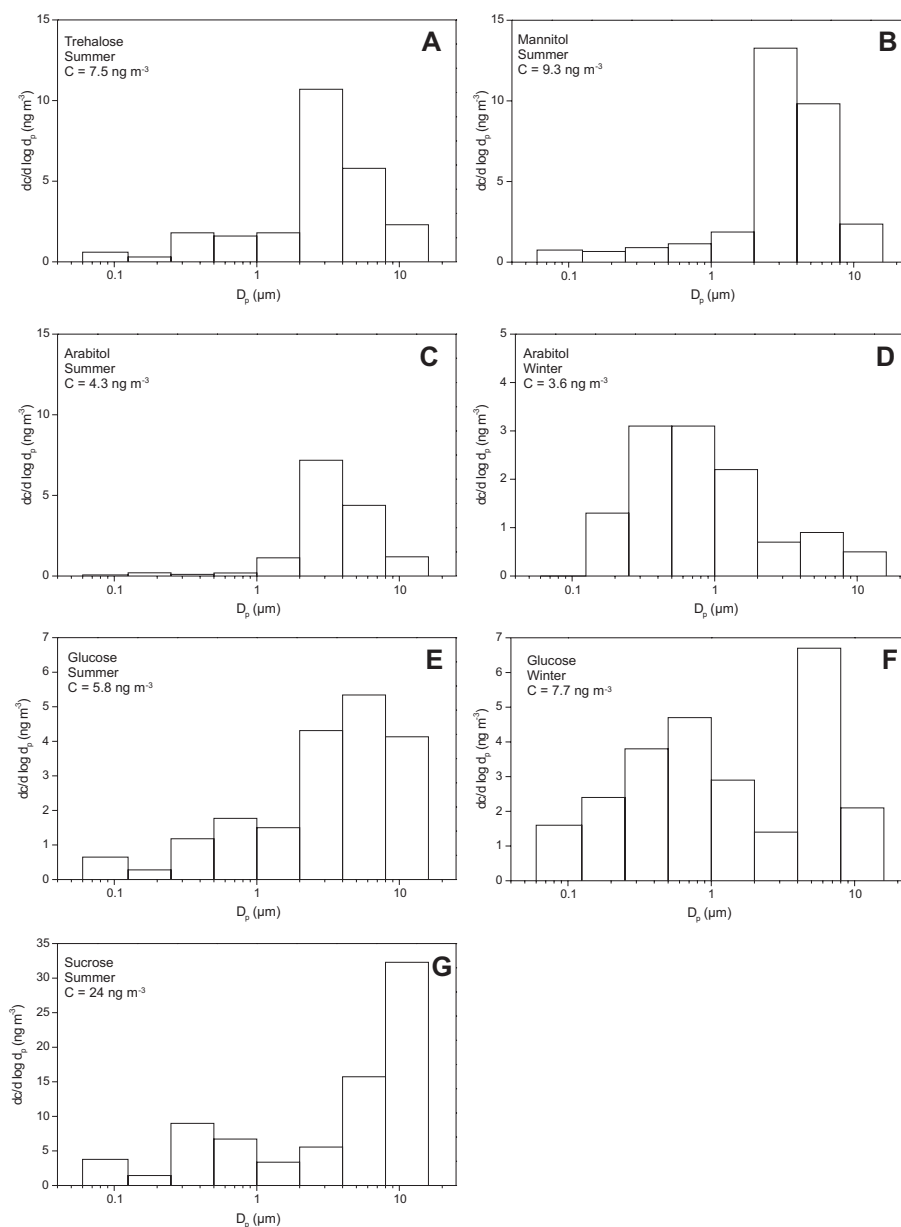 15
10
5
0
dc/d log dₚ (ng m⁻³)
Trehalose
Summer
C = 7.5 ng m⁻³
A
0.1 1 10
Dₚ (µm)
15
10
5
0
dc/d log dₚ (ng m⁻³)
Mannitol
Summer
C = 9.3 ng m⁻³
B
0.1 1 10
Dₚ (µm)
15
10
5
0
dc/d log dₚ (ng m⁻³)
Arabitol
Summer
C = 4.3 ng m⁻³
C
0.1 1 10
Dₚ (µm)
5
4
3
2
1
0
dc/d log dₚ (ng m⁻³)
Arabitol
Winter
C = 3.6 ng m⁻³
D
0.1 1 10
Dₚ (µm)
7
6
5
4
3
2
1
0
dc/d log dₚ (ng m⁻³)
Glucose
Summer
C = 5.8 ng m⁻³
E
0.1 1 10
Dₚ (µm)
7
6
5
4
3
2
1
0
dc/d log dₚ (ng m⁻³)
Glucose
Winter
C = 7.7 ng m⁻³
F
0.1 1 10
Dₚ (µm)
35
30
25
20
15
10
5
0
dc/d log dₚ (ng m⁻³)
Sucrose
Summer
C = 24 ng m⁻³
G
0.1 1 10
Dₚ (µm)